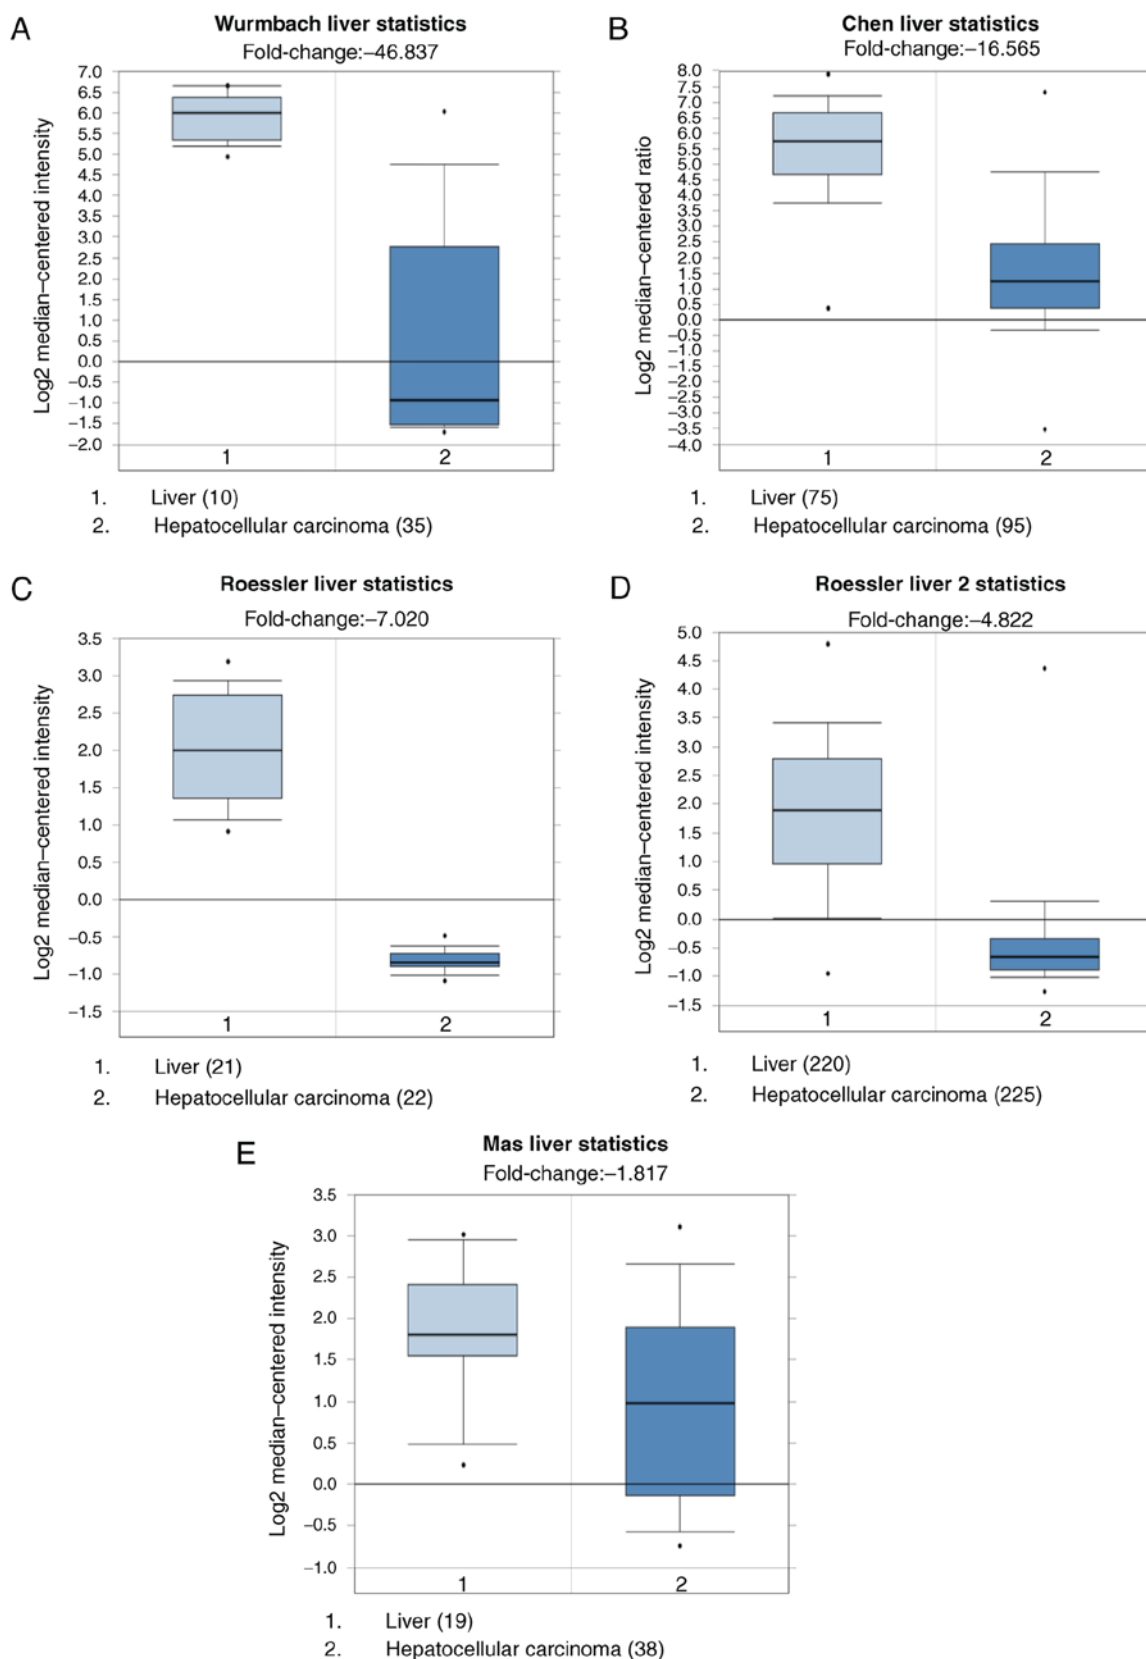 A
Wurmbach liver statistics
Fold-change:–46.837
Log2 median–centered intensity
7.0
6.0
5.5
5.0
4.5
4.0
3.5
3.0
2.5
2.0
1.5
1.0
0.5
0.0
–0.5
–1.0
–1.5
–2.0
1
2
1. Liver (10)
2. Hepatocellular carcinoma (35)
B
Chen liver statistics
Fold-change:–16.565
Log2 median–centered ratio
8.0
7.5
7.0
6.5
6.0
5.5
5.0
4.5
4.0
3.5
3.0
2.5
2.0
1.5
1.0
0.5
0.0
–0.5
–1.0
–1.5
–2.0
–2.5
–3.0
–3.5
–4.0
1
2
1. Liver (75)
2. Hepatocellular carcinoma (95)
C
Roessler liver statistics
Fold-change:–7.020
Log2 median–centered intensity
3.5
3.0
2.5
2.0
1.5
1.0
0.5
0.0
–0.5
–1.0
–1.5
1
2
1. Liver (21)
2. Hepatocellular carcinoma (22)
D
Roessler liver 2 statistics
Fold-change:–4.822
Log2 median–centered intensity
5.0
4.5
4.0
3.5
3.0
2.5
2.0
1.5
1.0
0.5
0.0
–0.5
–1.0
–1.5
1
2
1. Liver (220)
2. Hepatocellular carcinoma (225)
E
Mas liver statistics
Fold-change:–1.817
Log2 median–centered intensity
3.5
3.0
2.5
2.0
1.5
1.0
0.5
0.0
–0.5
–1.0
1
2
1. Liver (19)
2. Hepatocellular carcinoma (38)